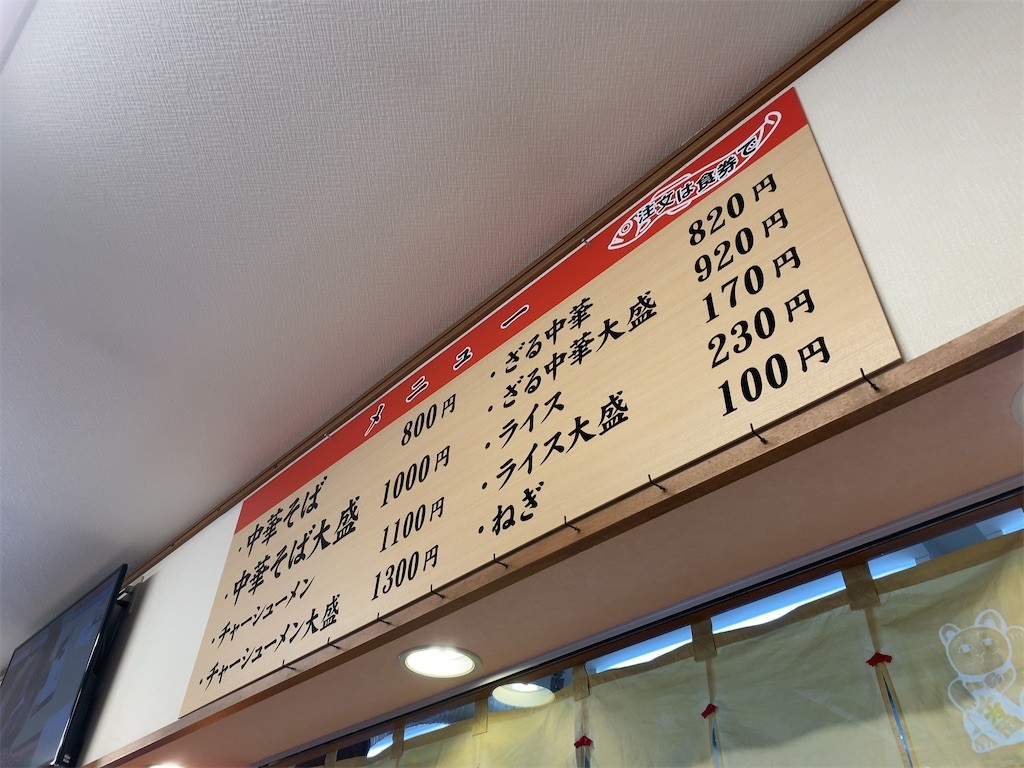 メニュー
注文は食券で
・中華そば 800円
・中華そば大盛 1000円
・チャーシューメン 1100円
・チャーシューメン大盛 1300円
・ざる中華 820円
・ざる中華大盛 920円
・ライス 170円
・ライス大盛 230円
・ねぎ 100円